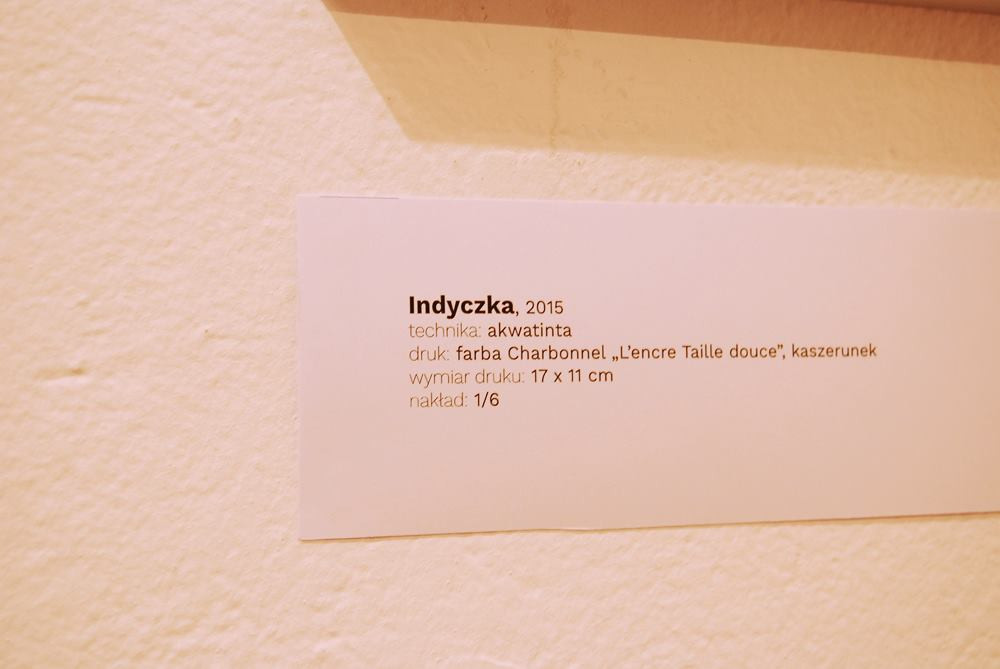 Indyczka, 2015
technika: akwatinta
druk: farba Charbonnel „L’encre Taille douce”, kaszerunek
wymiar druku: 17 x 11 cm
nakład: 1/6